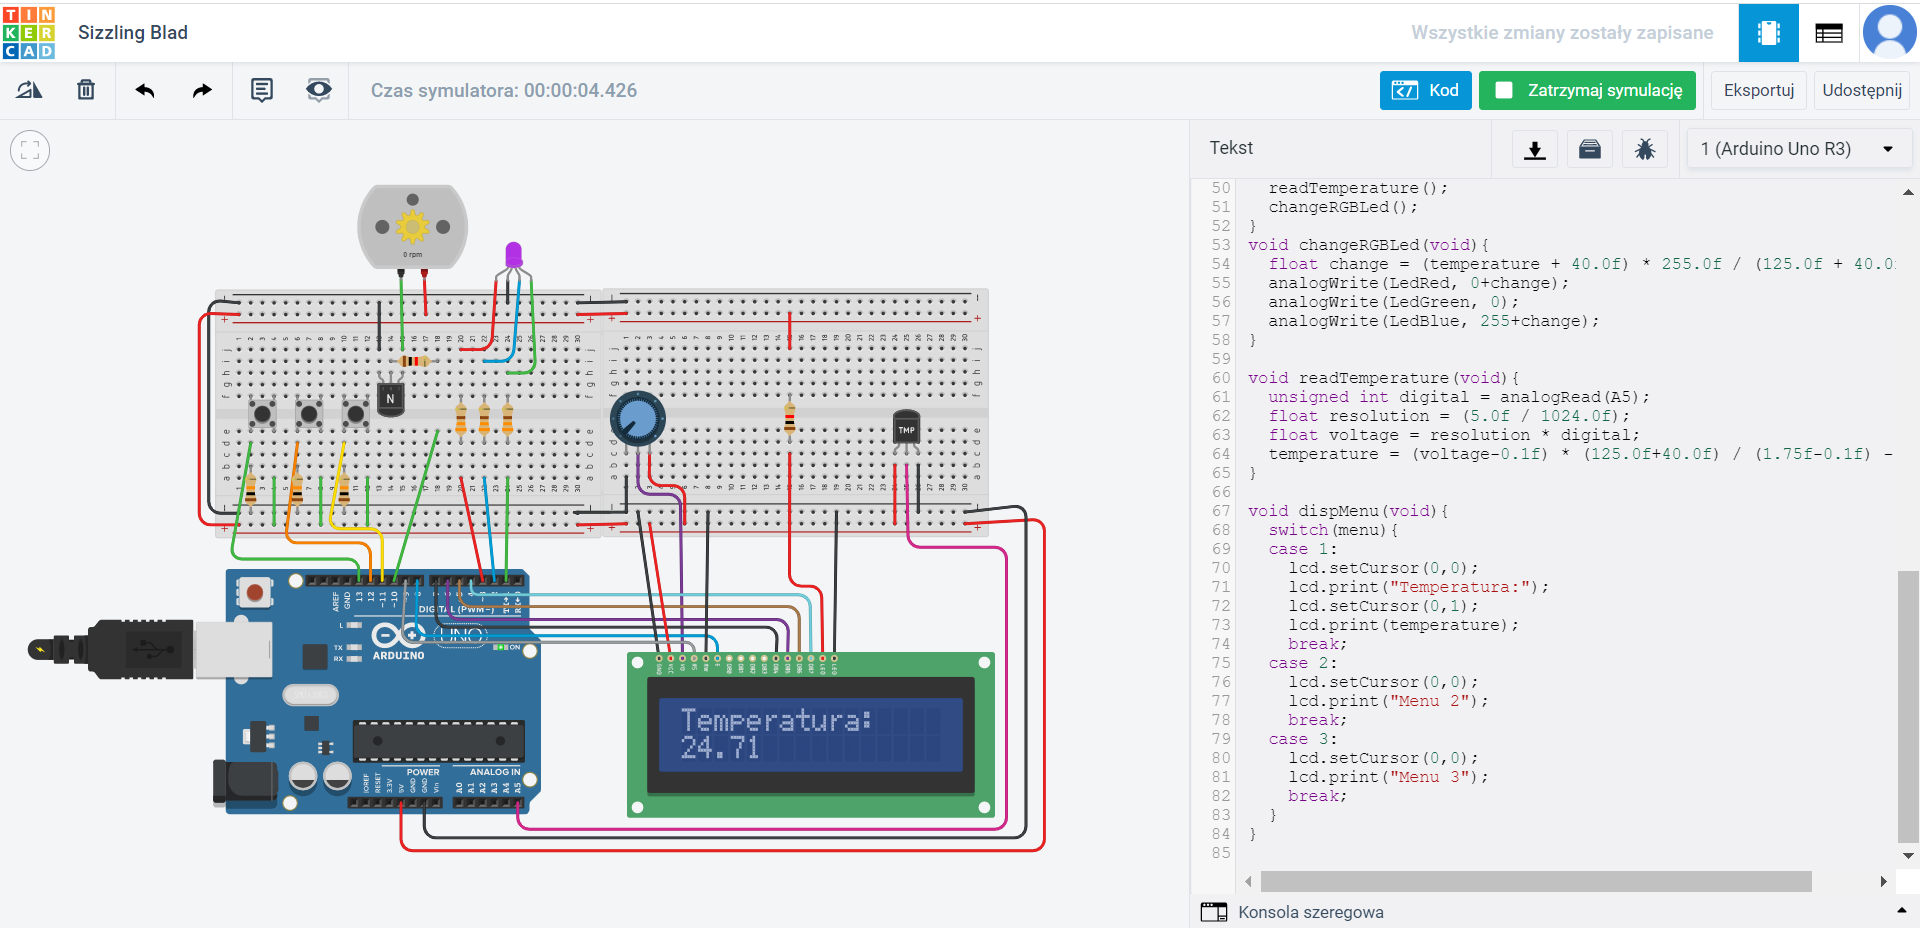 TIN
KER
CAD
Sizzling Blad
Wszystkie zmiany zostały zapisane
Czas symulatora: 00:00:04.426
Kod
Zatrzymaj symulację
Eksportuj
Udostępnij
Tekst
1 (Arduino Uno R3)
50 readTemperature();
51 changeRGBLed();
52 }
53 void changeRGBLed(void){
54 float change = (temperature + 40.0f) * 255.0f / (125.0f + 40.0
55 analogWrite(LedRed, 0+change);
56 analogWrite(LedGreen, 0);
57 analogWrite(LedBlue, 255+change);
58 }
59
60 void readTemperature(void){
61 unsigned int digital = analogRead(A5);
62 float resolution = (5.0f / 1024.0f);
63 float voltage = resolution * digital;
64 temperature = (voltage-0.1f) * (125.0f+40.0f) / (1.75f-0.1f) -
65 }
66
67 void dispMenu(void){
68 switch(menu){
69 case 1:
70 lcd.setCursor(0,0);
71 lcd.print("Temperatura:");
72 lcd.setCursor(0,1);
73 lcd.print(temperature);
74 break;
75 case 2:
76 lcd.setCursor(0,0);
77 lcd.print("Menu 2");
78 break;
79 case 3:
80 lcd.setCursor(0,0);
81 lcd.print("Menu 3");
82 break;
83 }
84 }
85
Konsola szeregowa
0 rpm
N
TMP
AREF
GND
13
12
~11
~10
DIGITAL (PWM~)
L
TX
RX
UNO
ARDUINO
ON
POWER
ANALOG IN
IOREF
RESET
3.3V
5V
GND
GND
Vin
A0
A1
A2
A3
A4
A5
Temperatura:
24.71